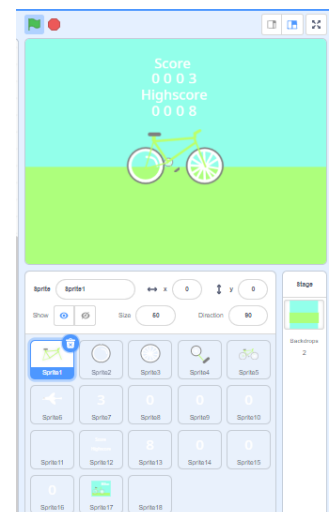 Score
0 0 0 3
Highscore
0 0 0 8
Sprite Sprite1 x 0 y 0
Show Size 60 Direction 90
Stage
Backdrops
2
Sprite1 Sprite2 Sprite3 Sprite4 Sprite5
3 0 0 0
Sprite6 Sprite7 Sprite8 Sprite9 Sprite10
8 0 0
Sprite11 Sprite12 Sprite13 Sprite14 Sprite15
0
Sprite16 Sprite17 Sprite18